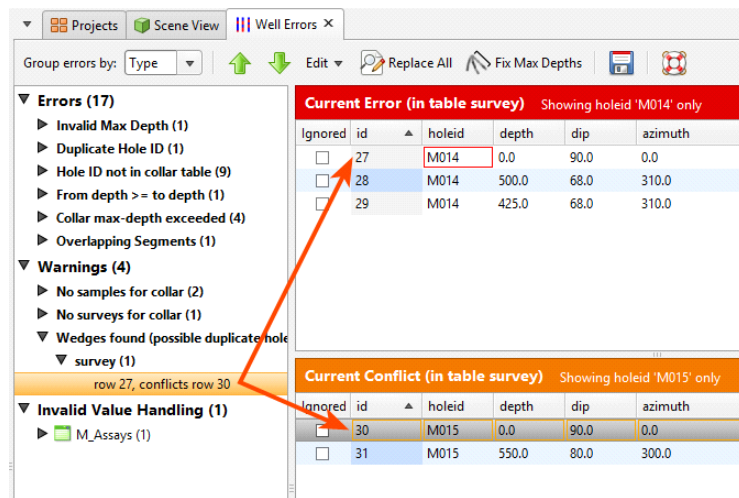 Projects Scene View Well Errors ×
Group errors by: Type Edit Replace All Fix Max Depths
Errors (17)
Invalid Max Depth (1)
Duplicate Hole ID (1)
Hole ID not in collar table (9)
From depth >= to depth (1)
Collar max-depth exceeded (4)
Overlapping Segments (1)
Warnings (4)
No samples for collar (2)
No surveys for collar (1)
Wedges found (possible duplicate hole
survey (1)
row 27, conflicts row 30
Invalid Value Handling (1)
M_Assays (1)
Current Error (in table survey) Showing holeid 'M014' only
Ignored id holeid depth dip azimuth
27 M014 0.0 90.0 0.0
28 M014 500.0 68.0 310.0
29 M014 425.0 68.0 310.0
Current Conflict (in table survey) Showing holeid 'M015' only
Ignored id holeid depth dip azimuth
30 M015 0.0 90.0 0.0
31 M015 550.0 80.0 300.0